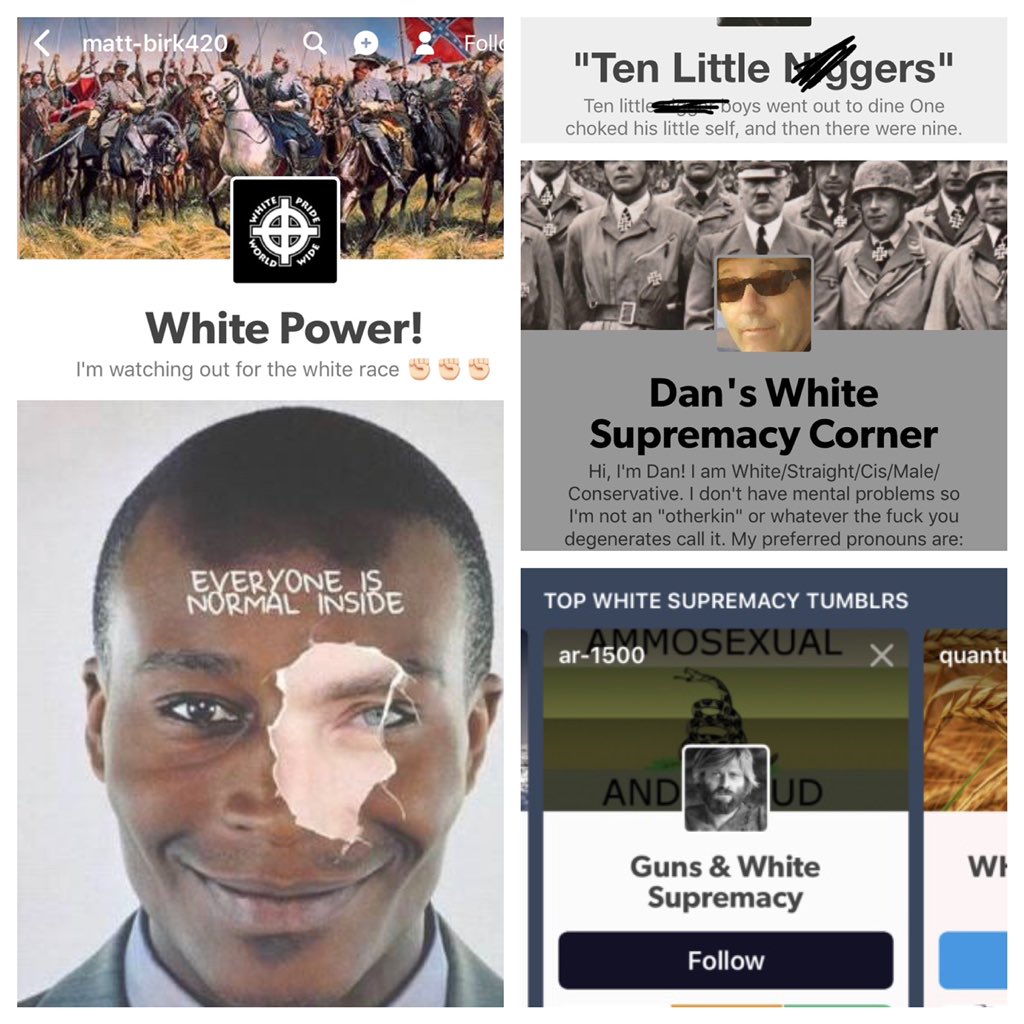 matt-birk420
Follo
WHITE PRIDE
WORLD WIDE
White Power!
I'm watching out for the white race ✊🏻✊🏻✊🏻
EVERYONE IS
NORMAL INSIDE
"Ten Little
Ten little boys went out to dine One
choked his little self, and then there were nine.
Dan's White
Supremacy Corner
Hi, I'm Dan! I am White/Straight/Cis/Male/
Conservative. I don't have mental problems so
I'm not an "otherkin" or whatever the fuck you
degenerates call it. My preferred pronouns are:
TOP WHITE SUPREMACY TUMBLRS
AMMOSEXUAL
ar-1500
quantu
AND
UD
Guns & White
Supremacy
Wh
Follow